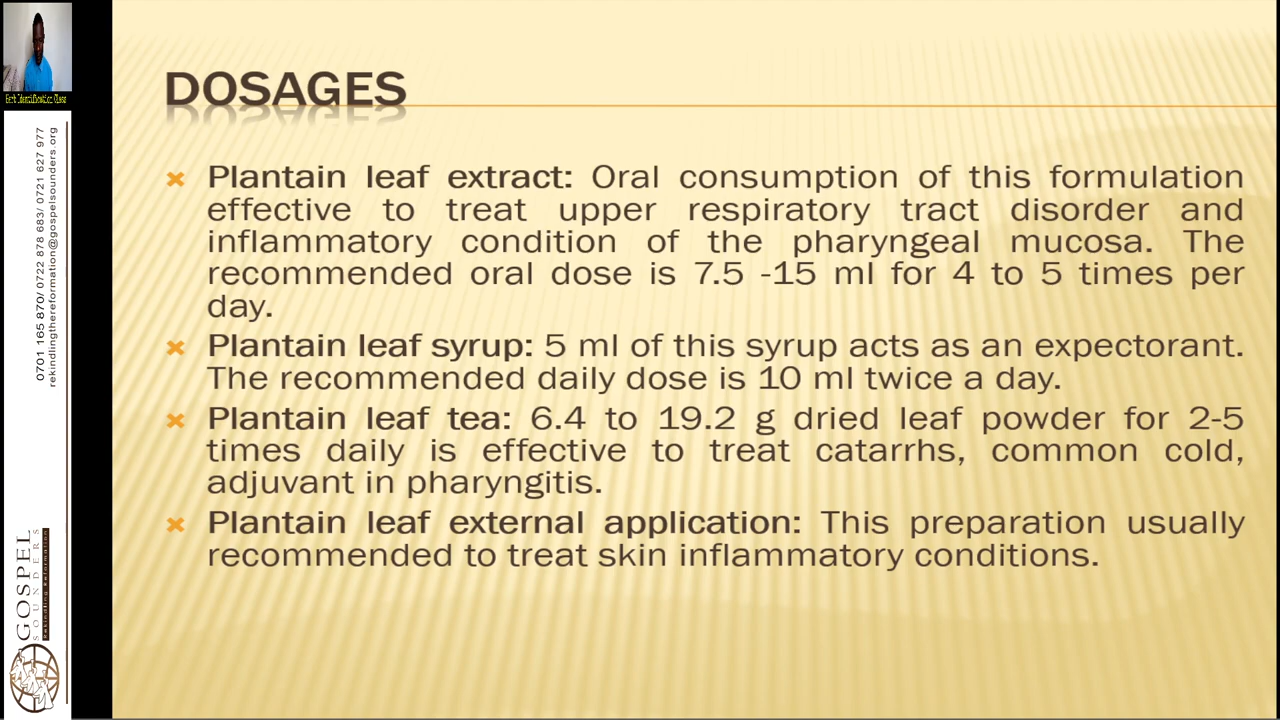 Herb Identification Class
DOSAGES
Plantain leaf extract: Oral consumption of this formulation
effective to treat upper respiratory tract disorder and
inflammatory condition of the pharyngeal mucosa. The
recommended oral dose is 7.5 -15 ml for 4 to 5 times per
day.
Plantain leaf syrup: 5 ml of this syrup acts as an expectorant.
The recommended daily dose is 10 ml twice a day.
Plantain leaf tea: 6.4 to 19.2 g dried leaf powder for 2-5
times daily is effective to treat catarrhs, common cold,
adjuvant in pharyngitis.
Plantain leaf external application: This preparation usually
recommended to treat skin inflammatory conditions.
0701 165 870/ 0722 878 683/ 0721 627 977
rekindlingthereformation@gospelsounders.org
GOSPEL
SOUNDERS
Rekindling Reformation